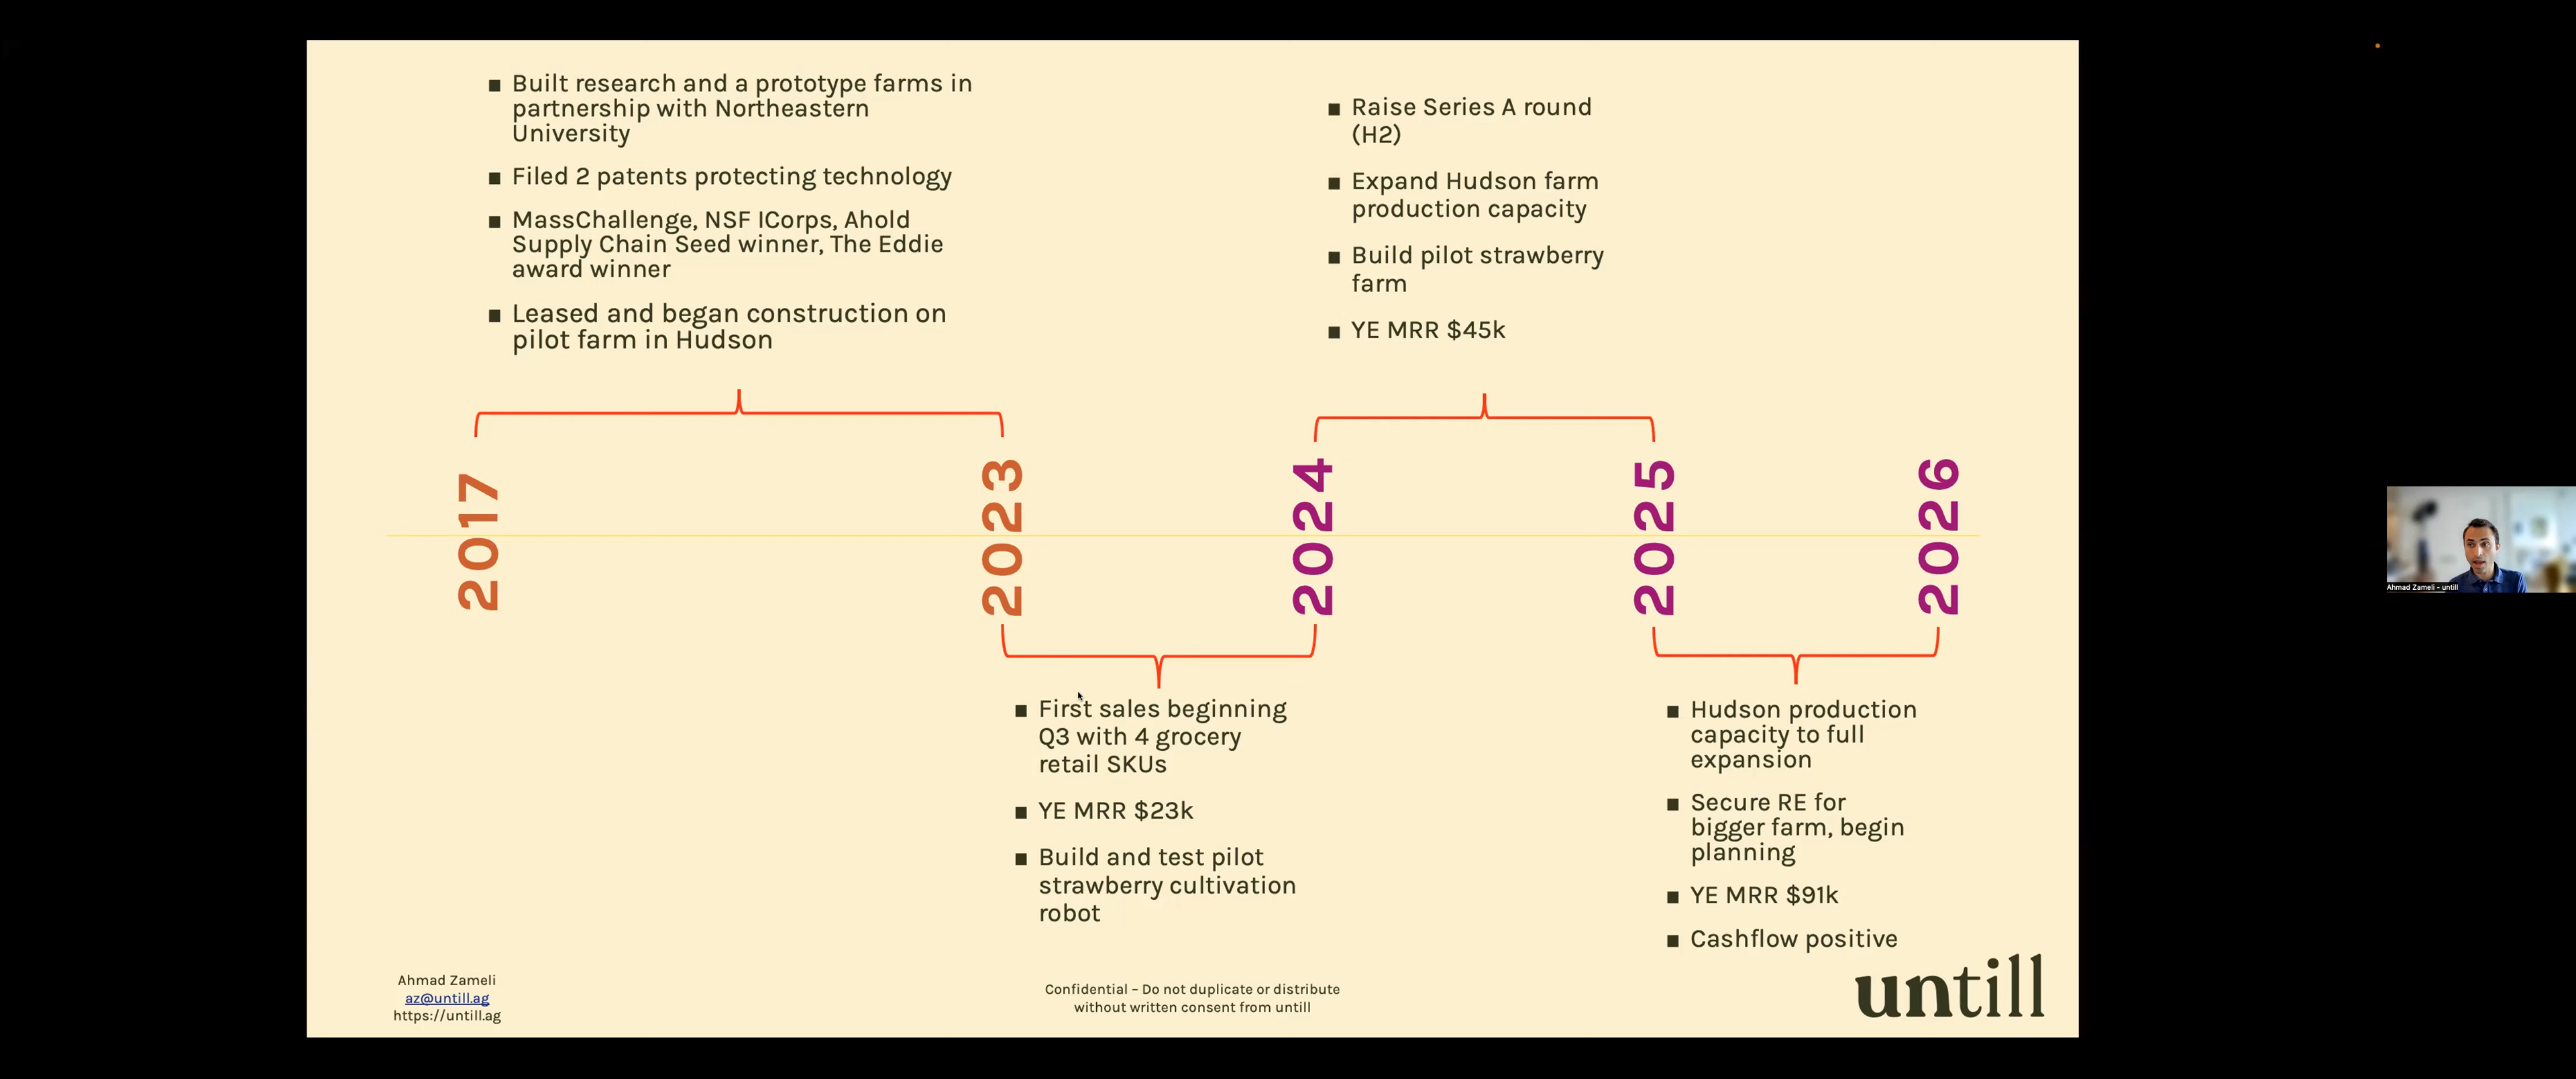 Built research and a prototype farms in
partnership with Northeastern
University
Filed 2 patents protecting technology
MassChallenge, NSF ICorps, Ahold
Supply Chain Seed winner, The Eddie
award winner
Leased and began construction on
pilot farm in Hudson
Raise Series A round
(H2)
Expand Hudson farm
production capacity
Build pilot strawberry
farm
YE MRR $45k
2017
2023
2024
2025
2026
First sales beginning
Q3 with 4 grocery
retail SKUs
YE MRR $23k
Build and test pilot
strawberry cultivation
robot
Hudson production
capacity to full
expansion
Secure RE for
bigger farm, begin
planning
YE MRR $91k
Cashflow positive
Ahmad Zameli
az@untill.ag
https://untill.ag
Confidential – Do not duplicate or distribute
without written consent from untill
untill
Ahmad Zameli - untill